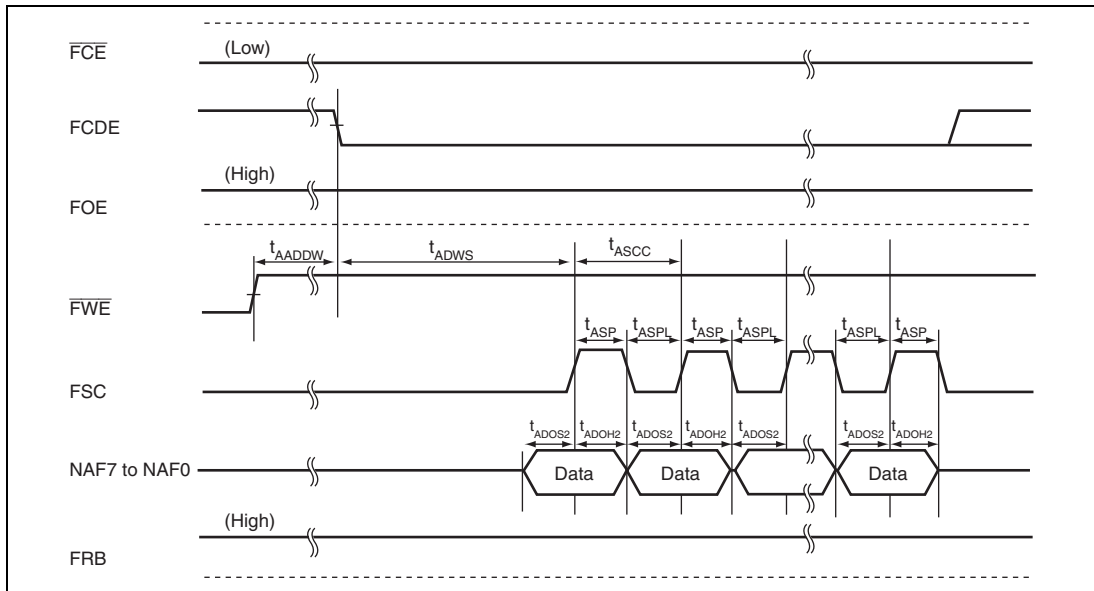 FCE (Low)
FCDE
(High)
FOE
tAADDW tADWS tASCC
FWE
tASP tASPL tASP tASPL tASPL tASP
FSC
tADOS2 tADOH2 tADOS2 tADOH2 tADOS2 tADOS2 tADOH2
NAF7 to NAF0 Data Data Data
(High)
FRB